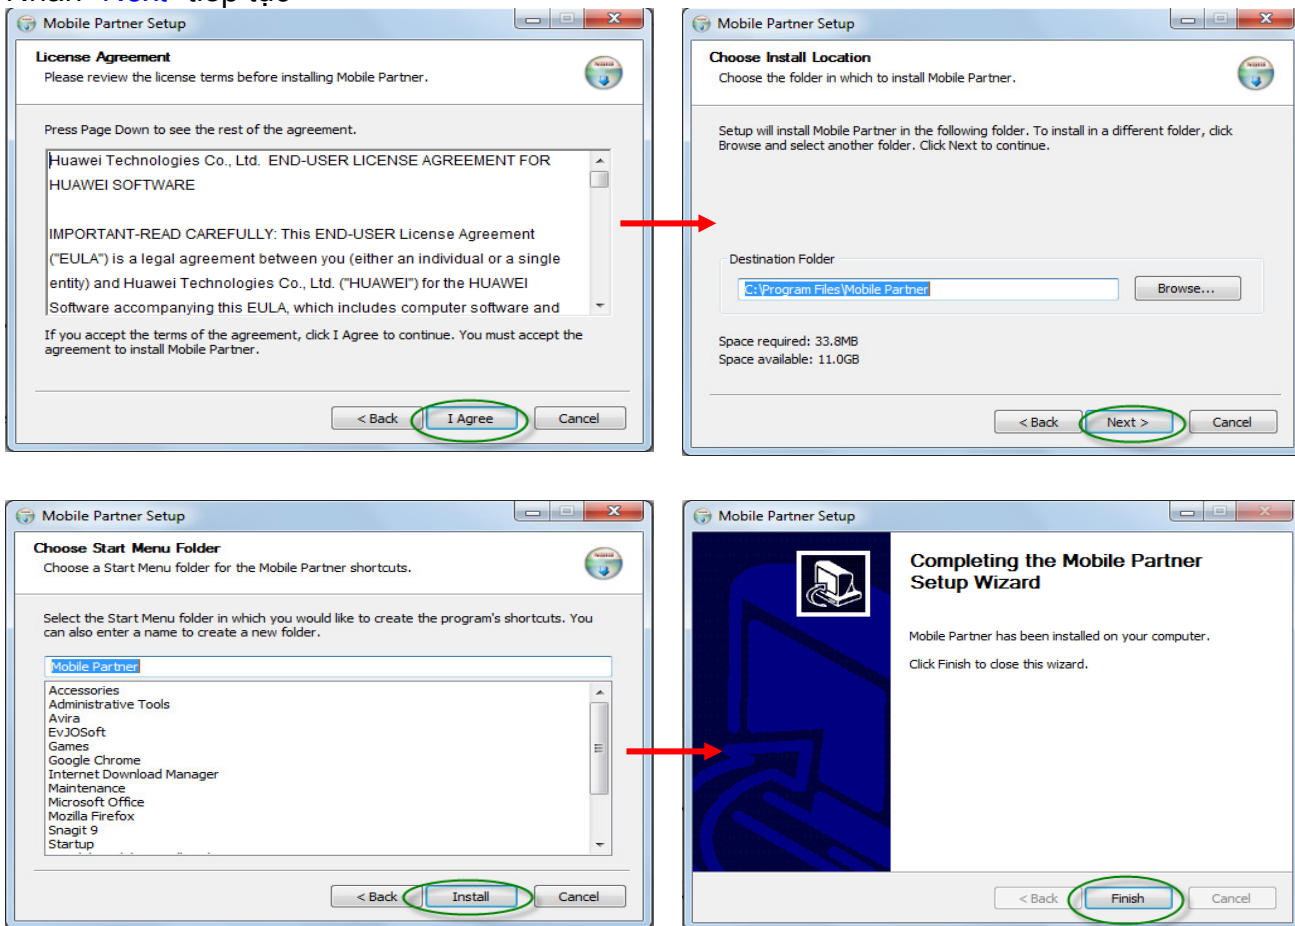 Nhấn "Next" tiếp tục
Mobile Partner Setup
License Agreement
Please review the license terms before installing Mobile Partner.
Press Page Down to see the rest of the agreement.
Huawei Technologies Co., Ltd. END-USER LICENSE AGREEMENT FOR
HUAWEI SOFTWARE
IMPORTANT-READ CAREFULLY: This END-USER License Agreement
("EULA") is a legal agreement between you (either an individual or a single
entity) and Huawei Technologies Co., Ltd. ("HUAWEI") for the HUAWEI
Software accompanying this EULA, which includes computer software and
If you accept the terms of the agreement, click I Agree to continue. You must accept the
agreement to install Mobile Partner.
< Back I Agree Cancel
Mobile Partner Setup
Choose Install Location
Choose the folder in which to install Mobile Partner.
Setup will install Mobile Partner in the following folder. To install in a different folder, click
Browse and select another folder. Click Next to continue.
Destination Folder
C:\Program Files\Mobile Partner
Browse...
Space required: 33.8MB
Space available: 11.0GB
< Back Next > Cancel
Mobile Partner Setup
Choose Start Menu Folder
Choose a Start Menu folder for the Mobile Partner shortcuts.
Select the Start Menu folder in which you would like to create the program's shortcuts. You
can also enter a name to create a new folder.
Mobile Partner
Accessories
Administrative Tools
Avira
EvJOSoft
Games
Google Chrome
Internet Download Manager
Maintenance
Microsoft Office
Mozilla Firefox
Snagit 9
Startup
< Back Install Cancel
Mobile Partner Setup
Completing the Mobile Partner
Setup Wizard
Mobile Partner has been installed on your computer.
Click Finish to close this wizard.
< Back Finish Cancel